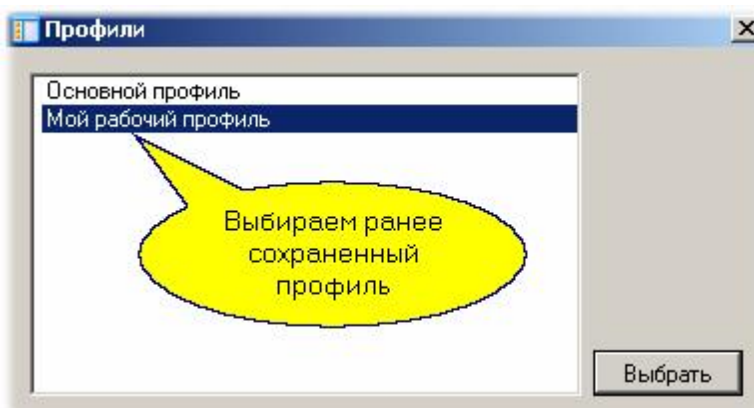 Профили
Основной профиль
Мой рабочий профиль
Выбираем ранее
сохраненный
профиль
Выбрать